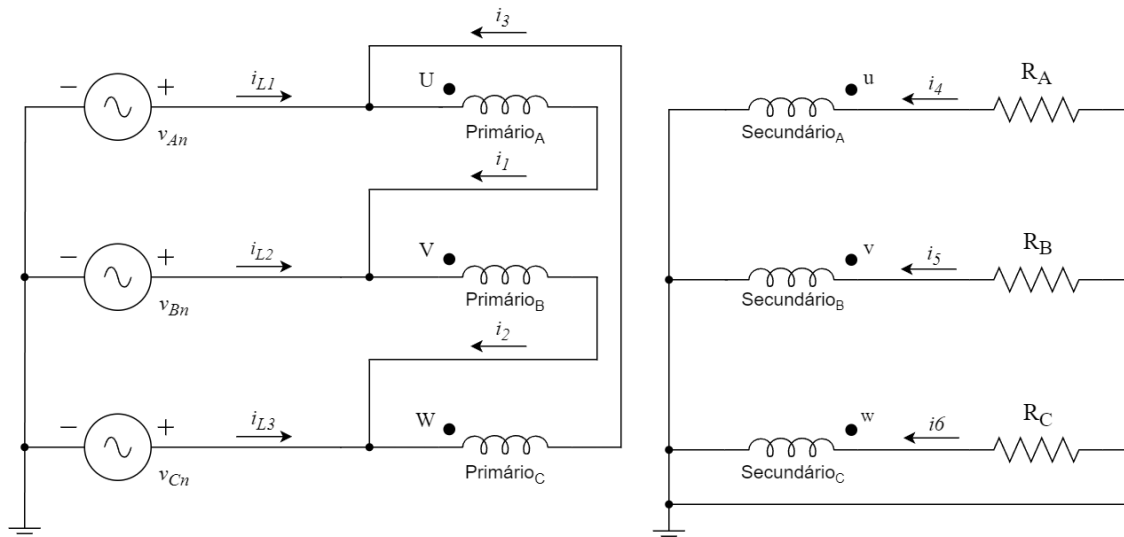 i3
− + iL1 U u i4 RA
vAn PrimárioA SecundárioA
i1
− + iL2 V v i5 RB
vBn PrimárioB SecundárioB
i2
− + iL3 W w i6 RC
vCn PrimárioC SecundárioC